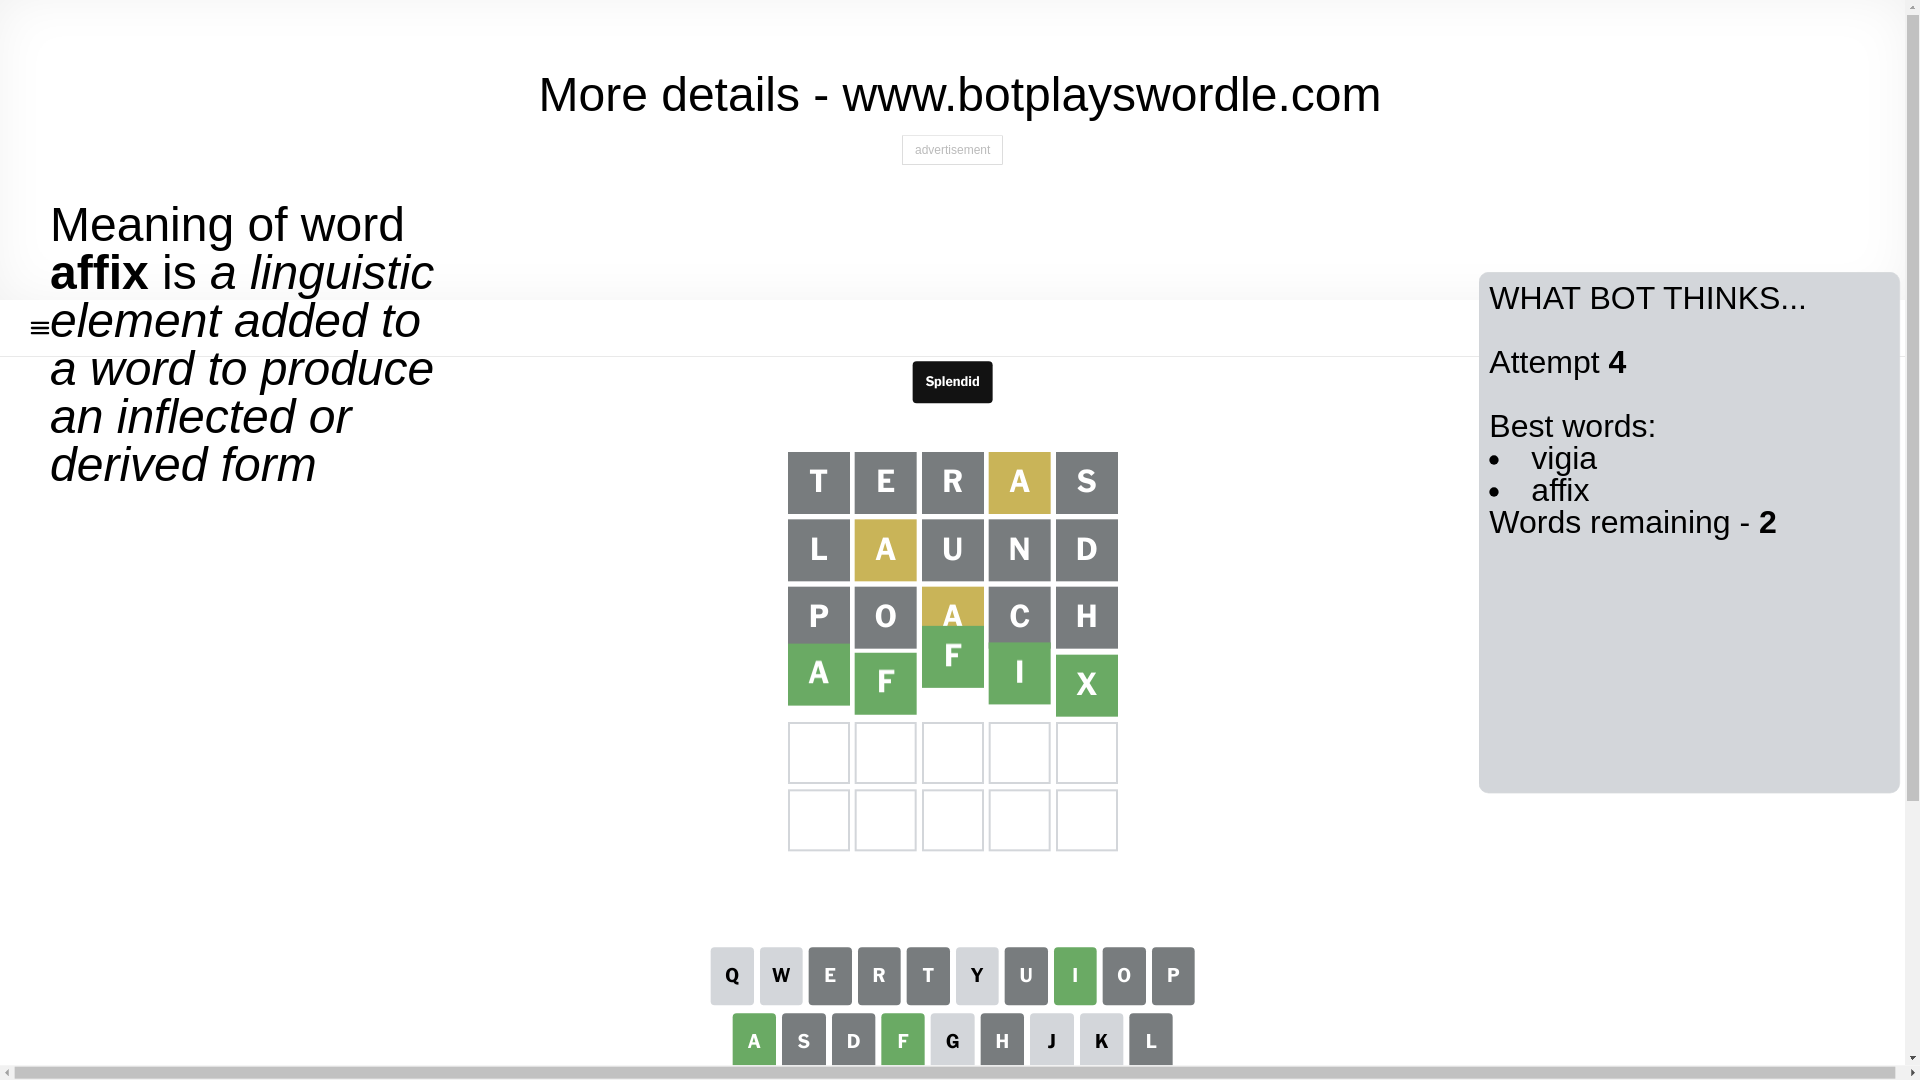 More details - www.botplayswordle.com
advertisement
Meaning of word
affix is a linguistic
element added to
a word to produce
an inflected or
derived form
WHAT BOT THINKS...
Attempt 4
Best words:
• vigia
• affix
Words remaining - 2
Splendid
T E R A S
L A U N D
P O A C H
A F F I X
Q W E R T Y U I O P
A S D F G H J K L